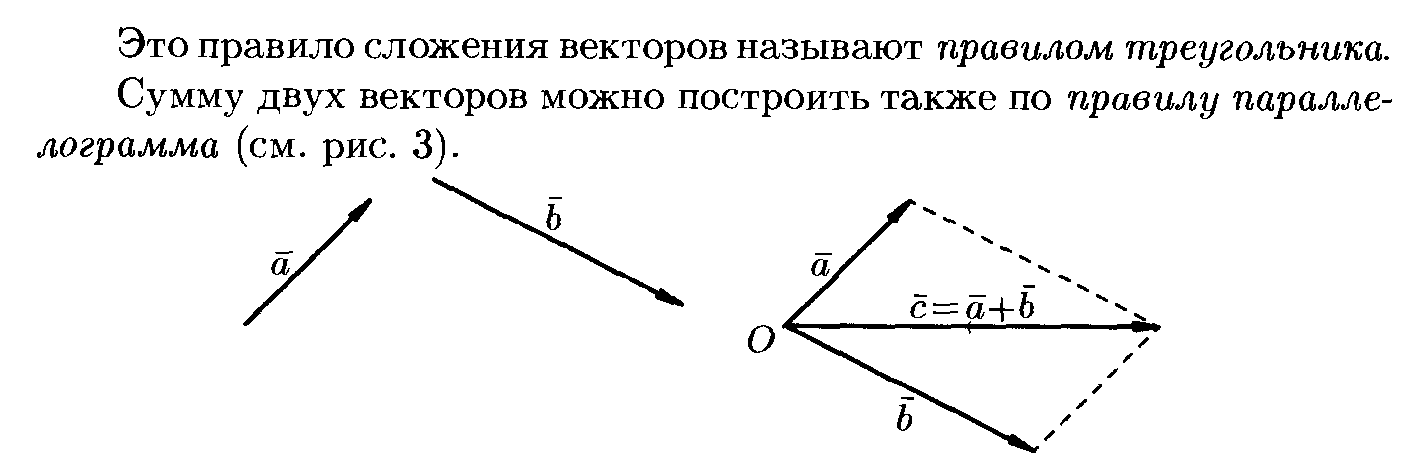 Это правило сложения векторов называют правилом треугольника.
Сумму двух векторов можно построить также по правилу паралле-
лограмма (см. рис. 3).
a̅
b̅
a̅
c̅=a̅+b̅
O
b̅